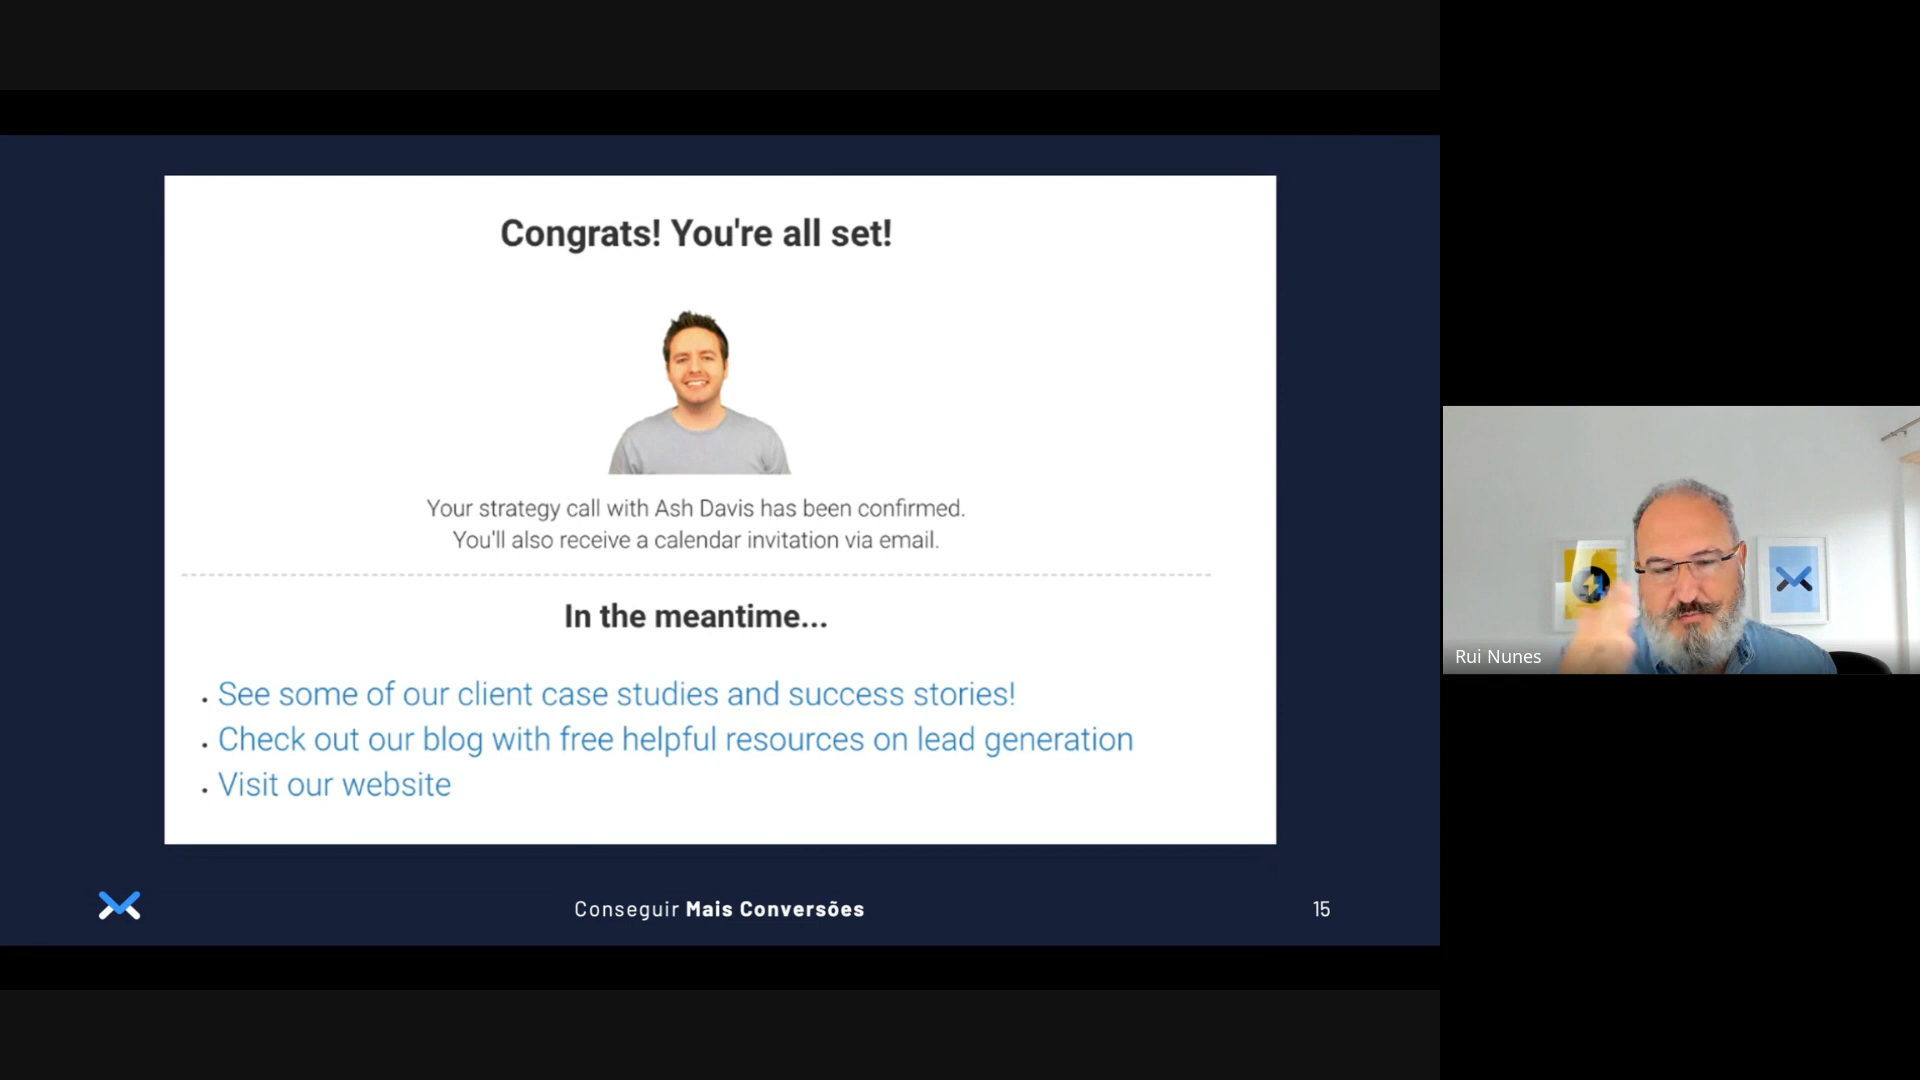 Congrats! You're all set!
Your strategy call with Ash Davis has been confirmed.
You'll also receive a calendar invitation via email.
In the meantime...
• See some of our client case studies and success stories!
• Check out our blog with free helpful resources on lead generation
• Visit our website
Conseguir Mais Conversões
15
Rui Nunes